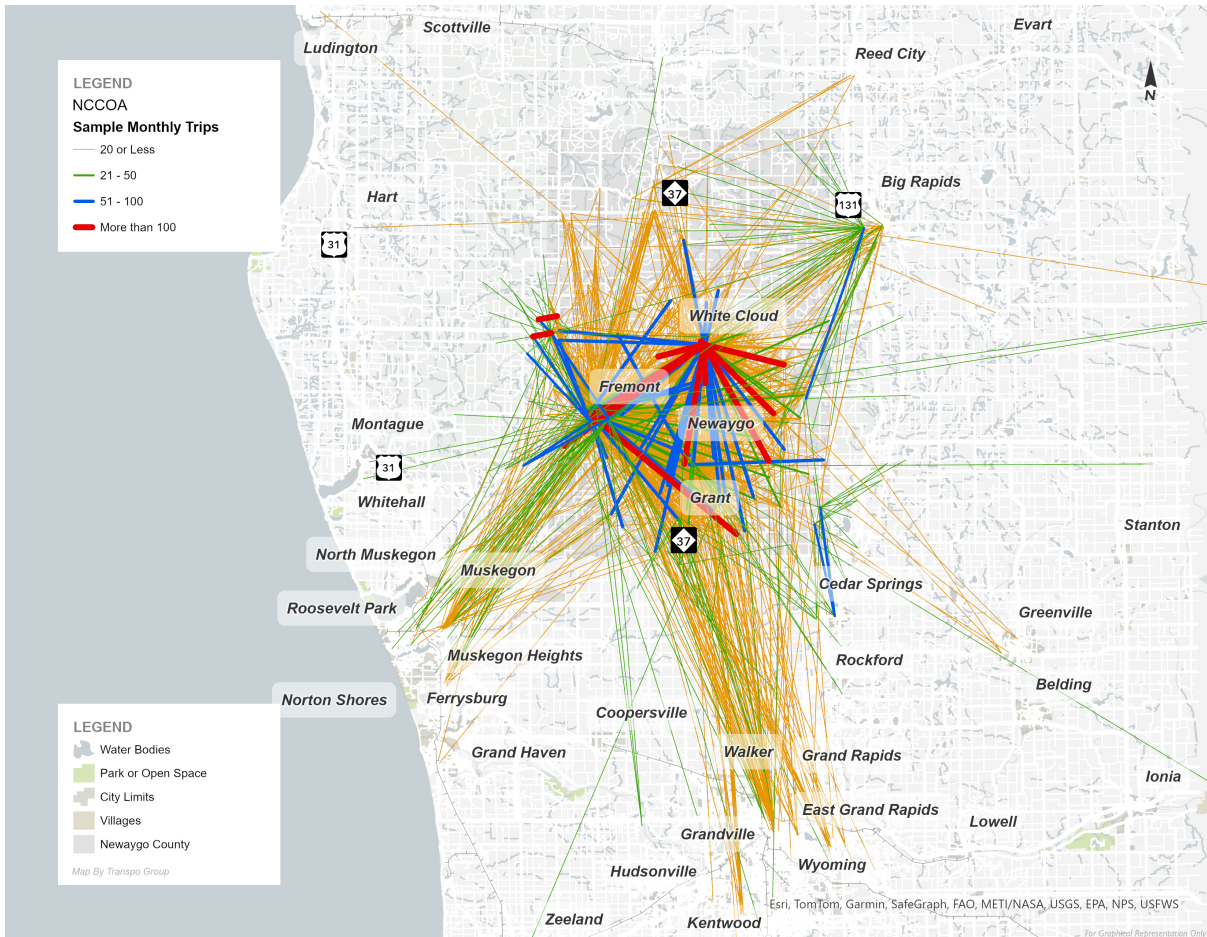 Scottville
Evart
Ludington
Reed City
LEGEND
NCCOA
Sample Monthly Trips
20 or Less
21 - 50
51 - 100
More than 100
N
Hart
37
Big Rapids
131
31
White Cloud
Fremont
Montague
Newaygo
31
Whitehall
Grant
Stanton
37
North Muskegon
Muskegon
Cedar Springs
Roosevelt Park
Greenville
Muskegon Heights
Rockford
Belding
Norton Shores
Ferrysburg
Coopersville
LEGEND
Water Bodies
Park or Open Space
City Limits
Villages
Newaygo County
Map By Transpo Group
Grand Haven
Walker
Grand Rapids
Ionia
East Grand Rapids
Lowell
Grandville
Hudsonville
Wyoming
Zeeland
Kentwood
Esri, TomTom, Garmin, SafeGraph, FAO, METI/NASA, USGS, EPA, NPS, USFWS
For Graphical Representation Only